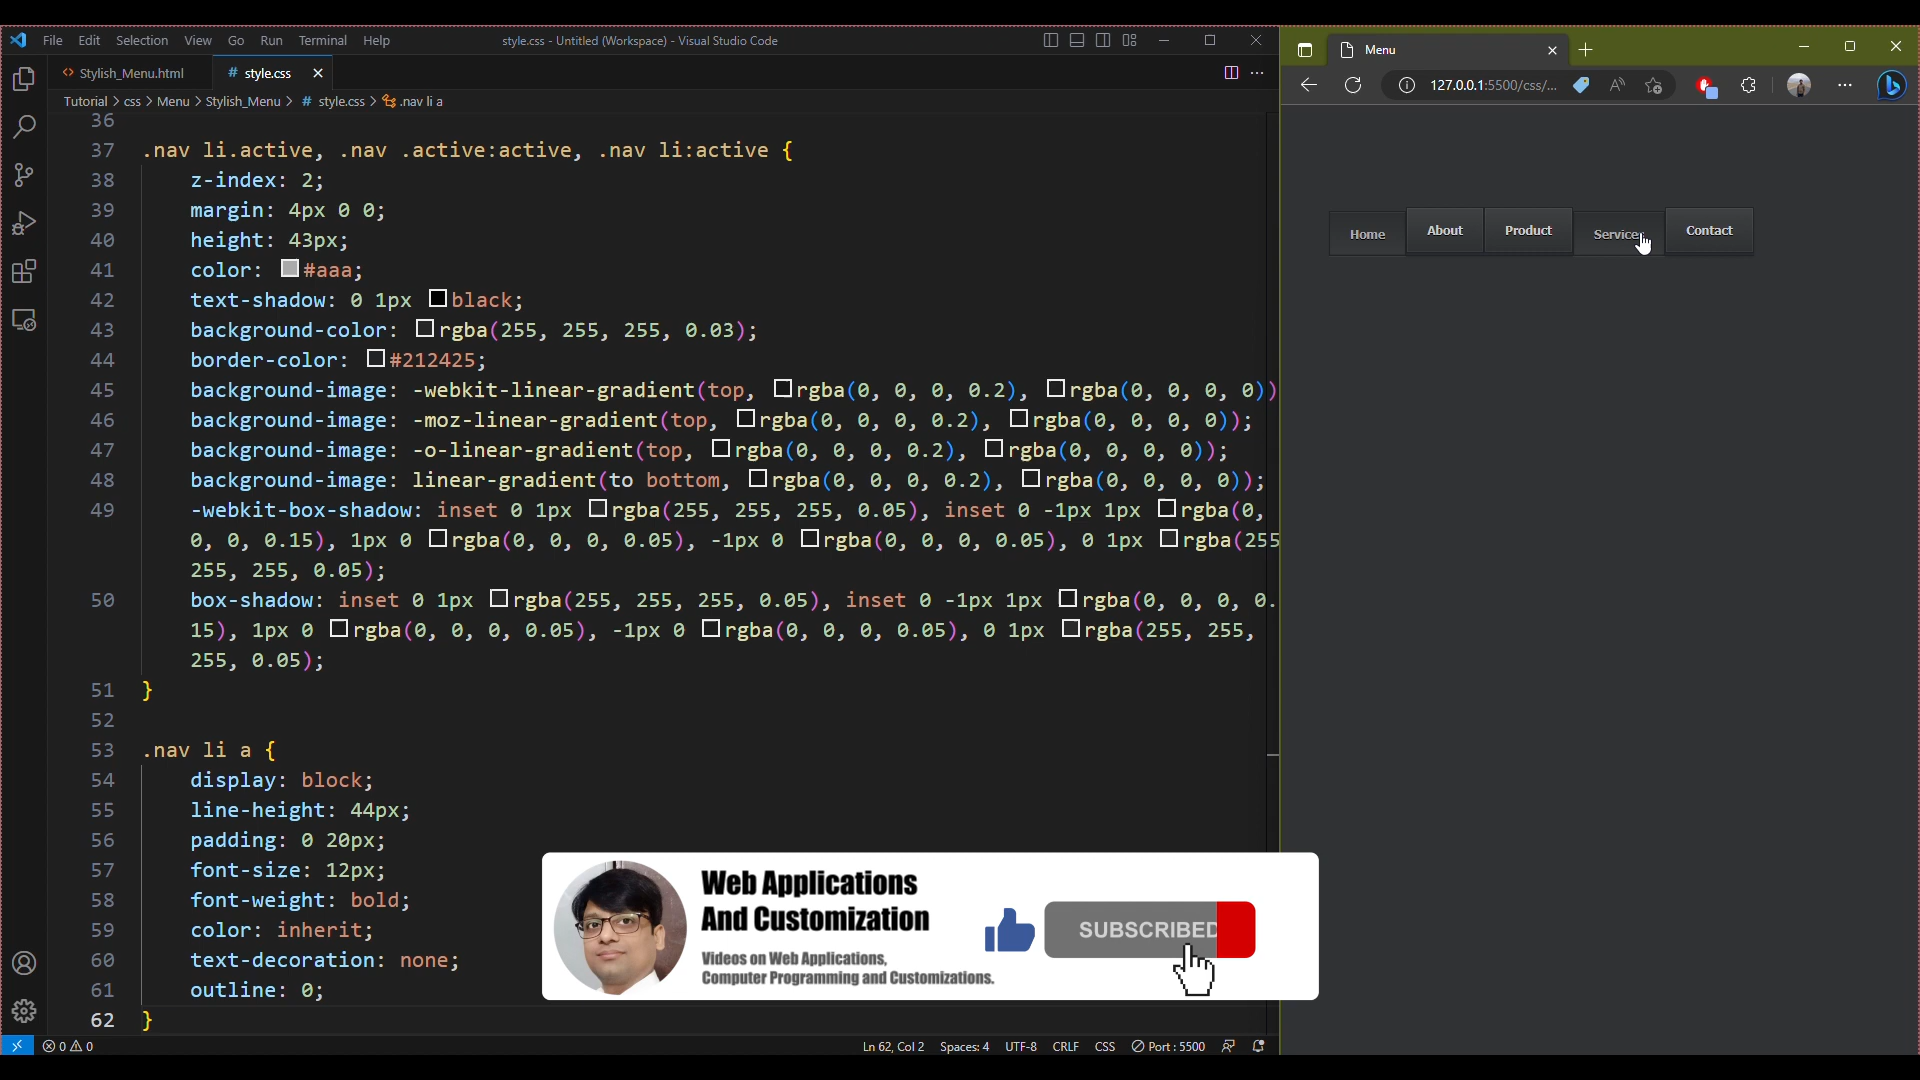 File Edit Selection View Go Run Terminal Help
style.css - Untitled (Workspace) - Visual Studio Code
Stylish_Menu.html
# style.css
Tutorial > css > Menu > Stylish_Menu > # style.css > .nav li a
36
37 .nav li.active, .nav .active:active, .nav li:active {
38 z-index: 2;
39 margin: 4px 0 0;
40 height: 43px;
41 color: #aaa;
42 text-shadow: 0 1px black;
43 background-color: rgba(255, 255, 255, 0.03);
44 border-color: #212425;
45 background-image: -webkit-linear-gradient(top, rgba(0, 0, 0, 0.2), rgba(0, 0, 0, 0))
46 background-image: -moz-linear-gradient(top, rgba(0, 0, 0, 0.2), rgba(0, 0, 0, 0));
47 background-image: -o-linear-gradient(top, rgba(0, 0, 0, 0.2), rgba(0, 0, 0, 0));
48 background-image: linear-gradient(to bottom, rgba(0, 0, 0, 0.2), rgba(0, 0, 0, 0));
49 -webkit-box-shadow: inset 0 1px rgba(255, 255, 255, 0.05), inset 0 -1px 1px rgba(0,
0, 0, 0.15), 1px 0 rgba(0, 0, 0, 0.05), -1px 0 rgba(0, 0, 0, 0.05), 0 1px rgba(255
255, 255, 0.05);
50 box-shadow: inset 0 1px rgba(255, 255, 255, 0.05), inset 0 -1px 1px rgba(0, 0, 0, 0.
15), 1px 0 rgba(0, 0, 0, 0.05), -1px 0 rgba(0, 0, 0, 0.05), 0 1px rgba(255, 255,
255, 0.05);
51 }
52
53 .nav li a {
54 display: block;
55 line-height: 44px;
56 padding: 0 20px;
57 font-size: 12px;
58 font-weight: bold;
59 color: inherit;
60 text-decoration: none;
61 outline: 0;
62 }
0 0
Ln 62, Col 2 Spaces: 4 UTF-8 CRLF CSS Port : 5500
Menu
127.0.0.1:5500/css/...
Home About Product Service Contact
Web Applications
And Customization
Videos on Web Applications,
Computer Programming and Customizations.
SUBSCRIBED